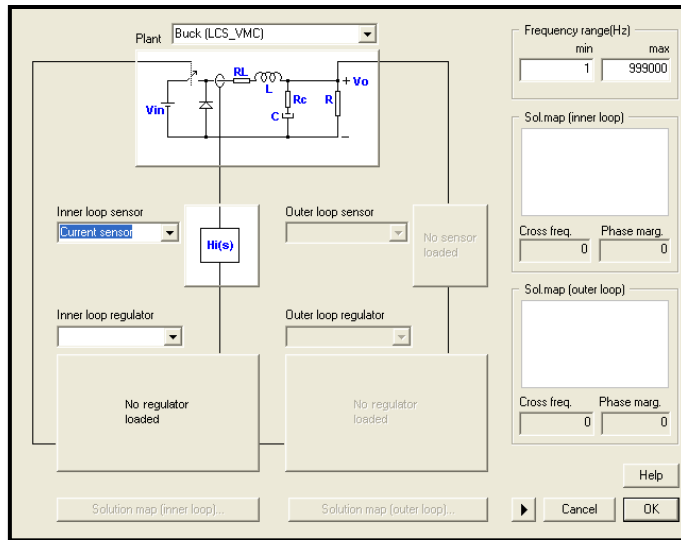 Plant Buck (LCS_VMC)
Frequency range(Hz)
min max
1 999000
RL
L
+ Vo
Rc
R
C
Vin
−
Sol.map (inner loop)
Cross freq. Phase marg.
0 0
Inner loop sensor
Current sensor
Hi(s)
Outer loop sensor
No sensor
loaded
Inner loop regulator
No regulator
loaded
Outer loop regulator
No regulator
loaded
Sol.map (outer loop)
Cross freq. Phase marg.
0 0
Solution map (inner loop)...
Solution map (outer loop)...
Help
Cancel
OK